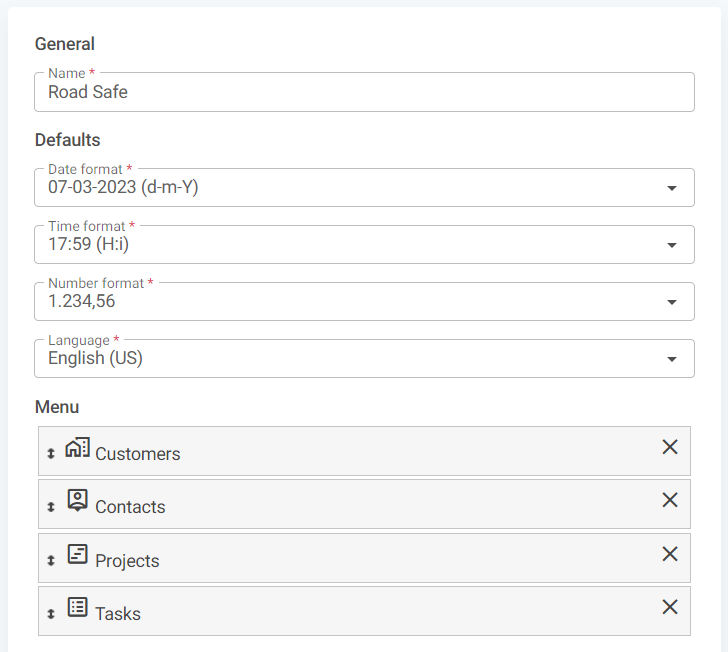 General
Name *
Road Safe
Defaults
Date format *
07-03-2023 (d-m-Y)
Time format *
17:59 (H:i)
Number format *
1.234,56
Language *
English (US)
Menu
Customers
Contacts
Projects
Tasks